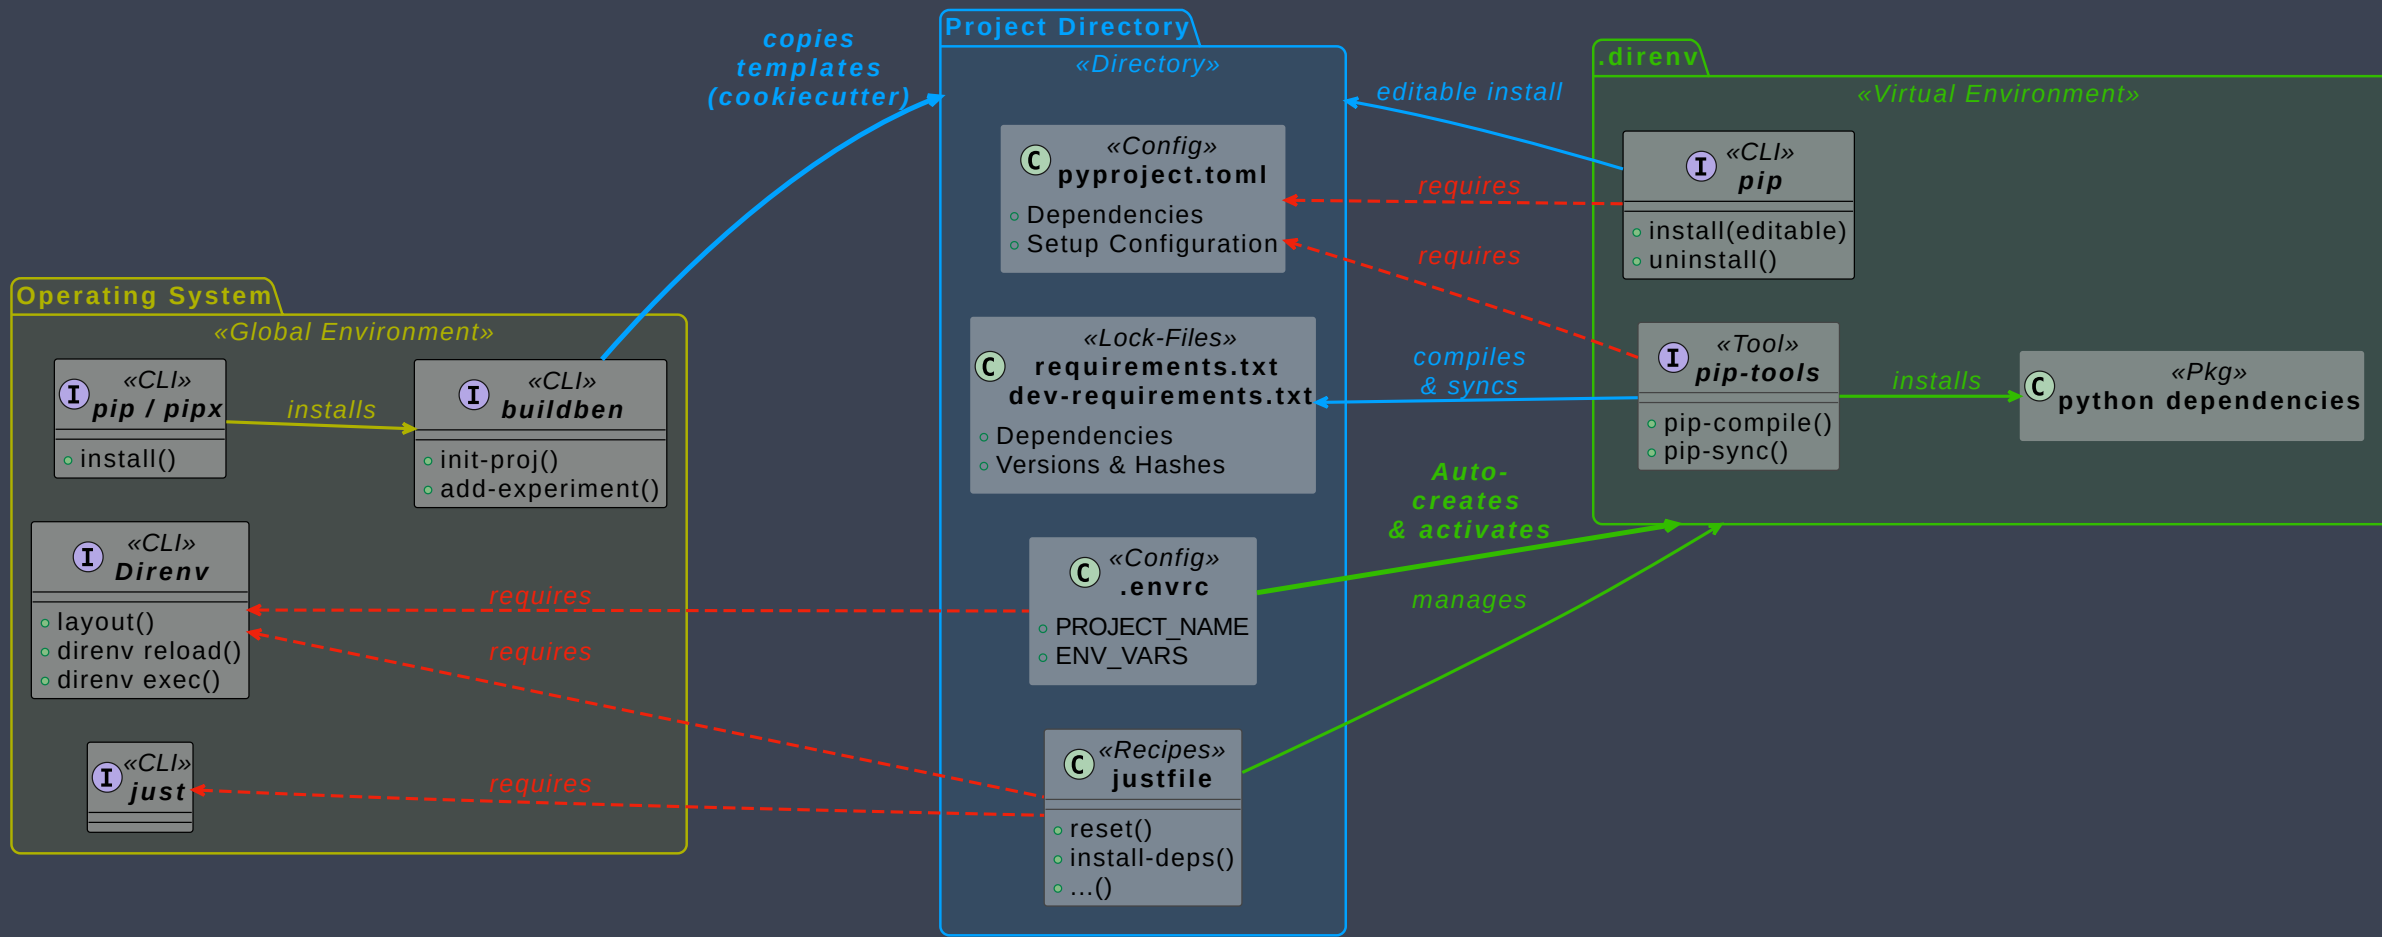 copies
templates
(cookiecutter)
Project Directory
«Directory»
.direnv
«Virtual Environment»
editable install
C
«Config»
pyproject.toml
Dependencies
Setup Configuration
requires
requires
I
«CLI»
pip
install(editable)
uninstall()
Operating System
«Global Environment»
I
«CLI»
pip / pipx
install()
installs
I
«CLI»
buildben
init-proj()
add-experiment()
C
«Lock-Files»
requirements.txt
dev-requirements.txt
Dependencies
Versions & Hashes
compiles
& syncs
I
«Tool»
pip-tools
pip-compile()
pip-sync()
installs
C
«Pkg»
python dependencies
I
«CLI»
Direnv
layout()
direnv reload()
direnv exec()
requires
requires
C
«Config»
.envrc
PROJECT_NAME
ENV_VARS
Auto-
creates
& activates
manages
I
«CLI»
just
requires
C
«Recipes»
justfile
reset()
install-deps()
...()